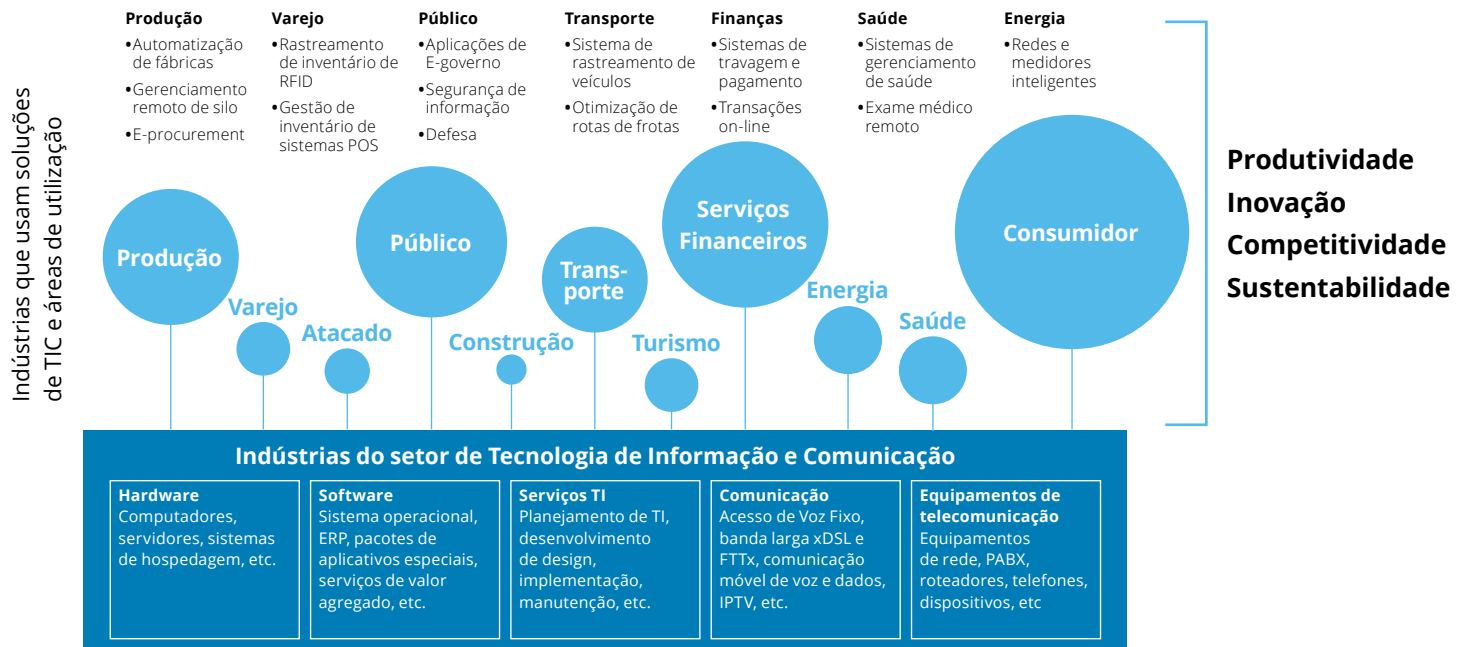 Indústrias que usam soluções
de TIC e áreas de utilização
Produção
•Automatização
de fábricas
•Gerenciamento
remoto de silo
•E-procurement
Varejo
•Rastreamento
de inventário de
RFID
•Gestão de
inventário de
sistemas POS
Público
•Aplicações de
E-governo
•Segurança de
informação
•Defesa
Transporte
•Sistema de
rastreamento de
veículos
•Otimização de
rotas de frotas
Finanças
•Sistemas de
travagem e
pagamento
•Transações
on-line
Saúde
•Sistemas de
gerenciamento
de saúde
•Exame médico
remoto
Energia
•Redes e
medidores
inteligentes
Produção
Varejo
Atacado
Público
Construção
Trans-
porte
Turismo
Serviços
Financeiros
Energia
Saúde
Consumidor
Produtividade
Inovação
Competitividade
Sustentabilidade
Indústrias do setor de Tecnologia de Informação e Comunicação
Hardware
Computadores,
servidores, sistemas
de hospedagem, etc.
Software
Sistema operacional,
ERP, pacotes de
aplicativos especiais,
serviços de valor
agregado, etc.
Serviços TI
Planejamento de TI,
desenvolvimento
de design,
implementação,
manutenção, etc.
Comunicação
Acesso de Voz Fixo,
banda larga xDSL e
FTTx, comunicação
móvel de voz e dados,
IPTV, etc.
Equipamentos de
telecomunicação
Equipamentos
de rede, PABX,
roteadores, telefones,
dispositivos, etc